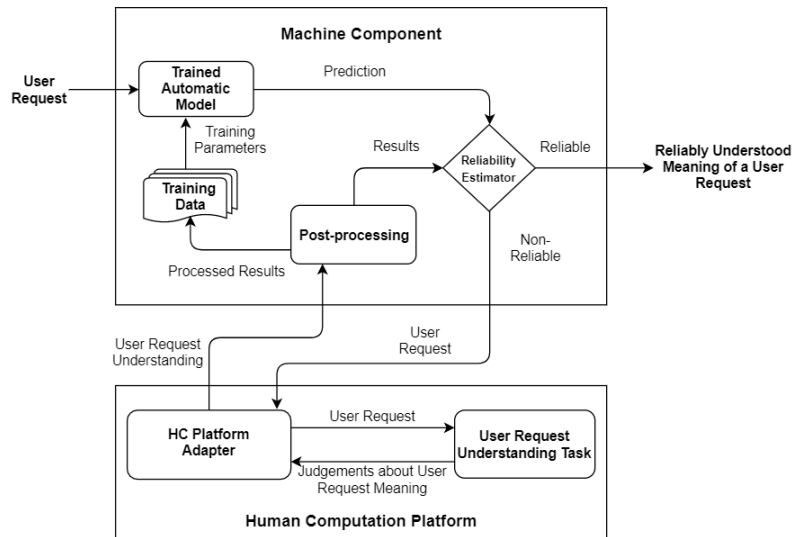 Machine Component
User
Request
Trained
Automatic
Model
Prediction
Training
Parameters
Results
Reliability
Estimator
Reliable
Reliably Understood
Meaning of a User
Request
Training
Data
Post-processing
Processed Results
Non-
Reliable
User Request
Understanding
User
Request
HC Platform
Adapter
User Request
User Request
Understanding Task
Judgements about User
Request Meaning
Human Computation Platform